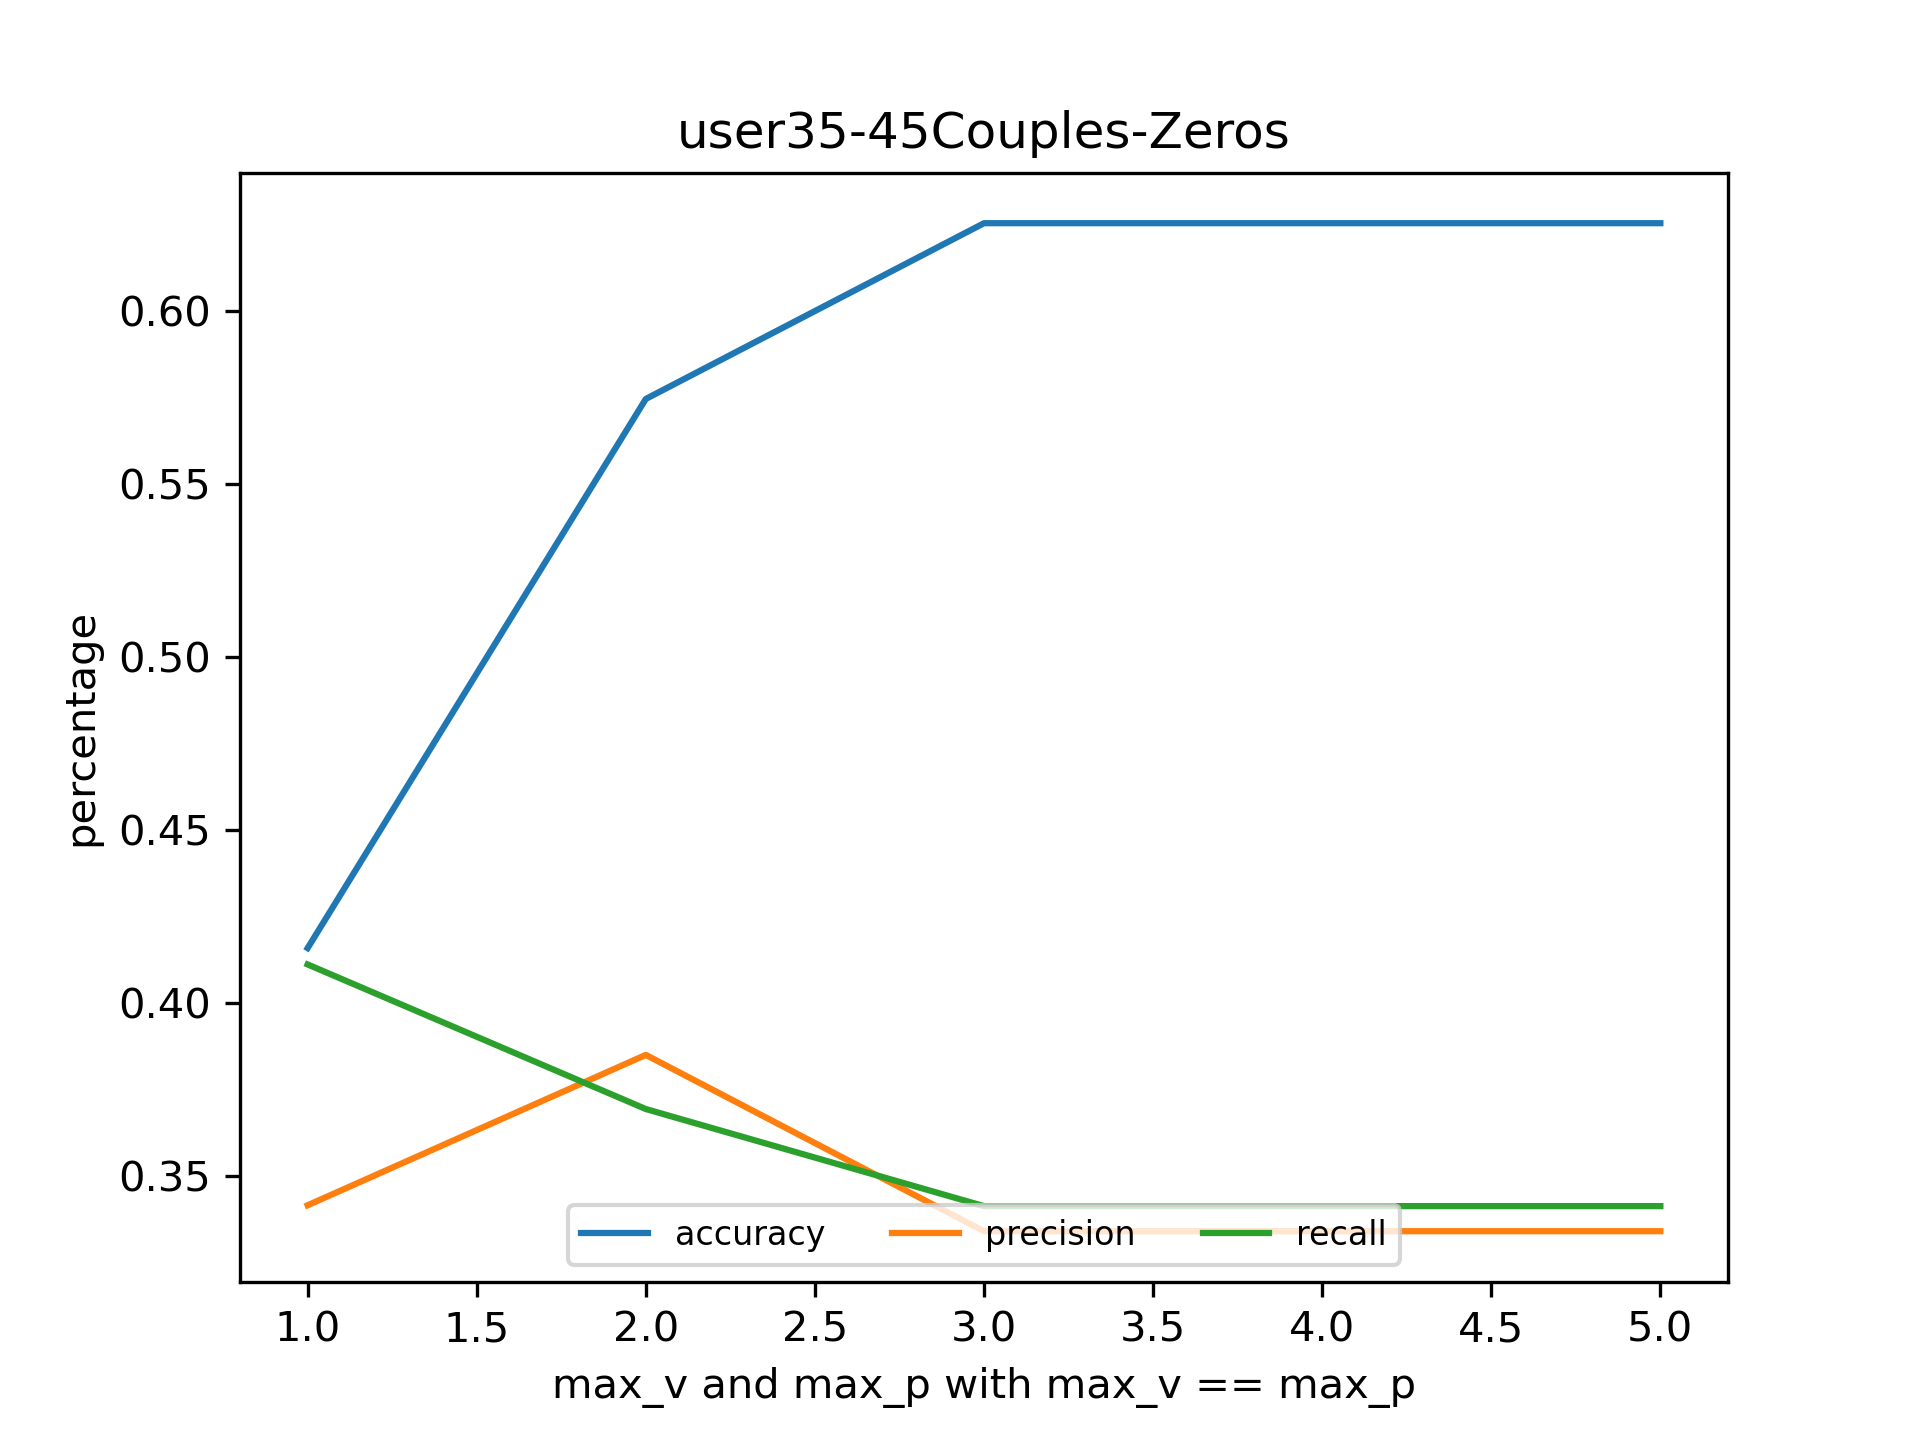 user35-45Couples-Zeros
percentage
0.60
0.55
0.50
0.45
0.40
0.35
accuracy precision recall
1.0 1.5 2.0 2.5 3.0 3.5 4.0 4.5 5.0
max_v and max_p with max_v == max_p